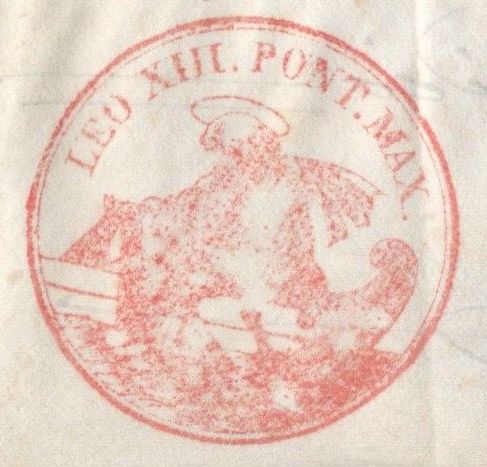 LEO XIII. PONT. MAX.